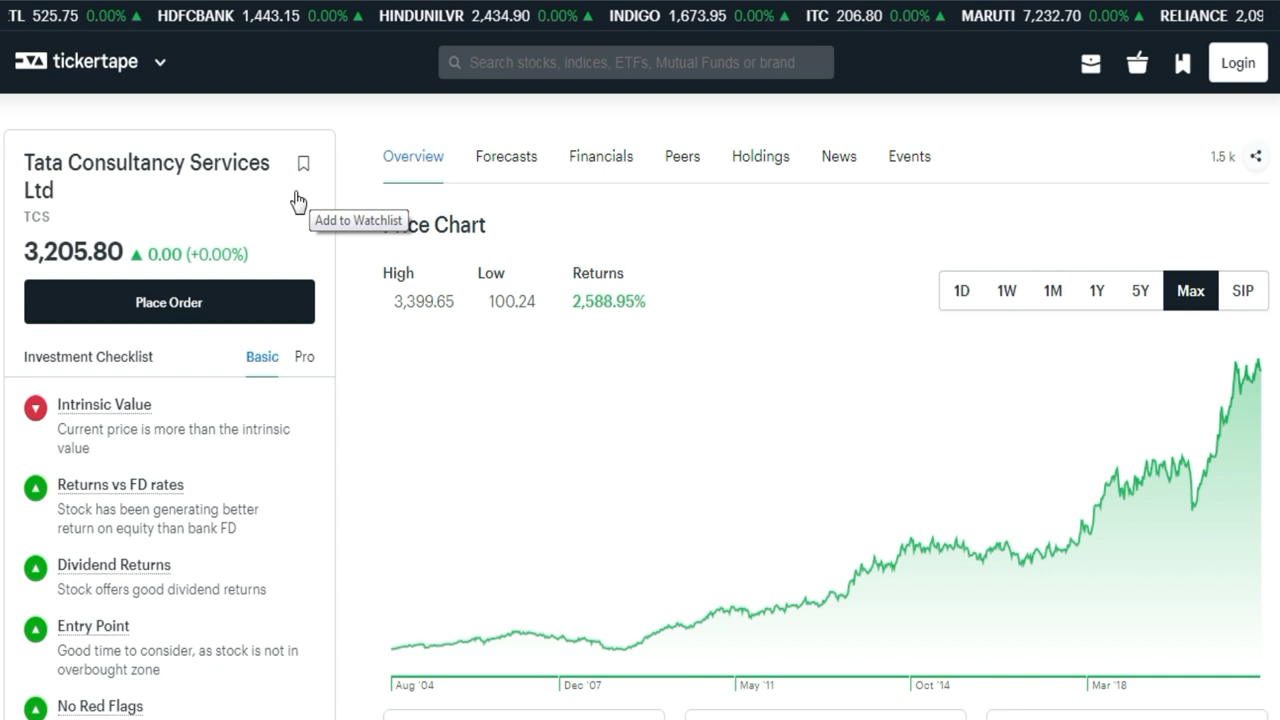 TL 525.75 0.00% ▲ HDFCBANK 1,443.15 0.00% ▲ HINDUNILVR 2,434.90 0.00% ▲ INDIGO 1,673.95 0.00% ▲ ITC 206.80 0.00% ▲ MARUTI 7,232.70 0.00% ▲ RELIANCE 2,09
tickertape
Search stocks, indices, ETFs, Mutual Funds or brand
Login
Tata Consultancy Services
Ltd
TCS
3,205.80 ▲ 0.00 (+0.00%)
Place Order
Investment Checklist Basic Pro
Intrinsic Value
Current price is more than the intrinsic
value
Returns vs FD rates
Stock has been generating better
return on equity than bank FD
Dividend Returns
Stock offers good dividend returns
Entry Point
Good time to consider, as stock is not in
overbought zone
No Red Flags
Add to Watchlist
Overview Forecasts Financials Peers Holdings News Events 1.5 k
Chart
High Low Returns
3,399.65 100.24 2,588.95%
1D 1W 1M 1Y 5Y Max SIP
Aug '04 Dec '07 May '11 Oct '14 Mar '18